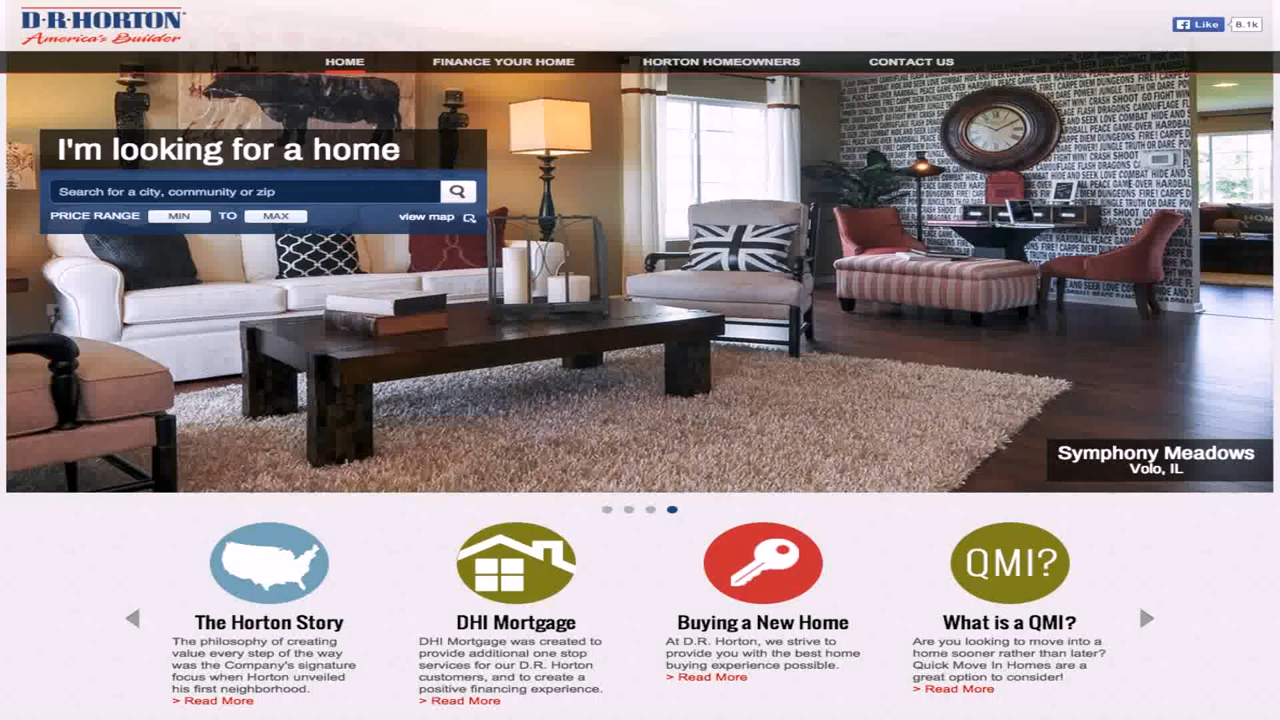 D·R·HORTON
America's Builder
Like 8.1k
HOME FINANCE YOUR HOME HORTON HOMEOWNERS CONTACT US
I'm looking for a home
Search for a city, community or zip
PRICE RANGE MIN TO MAX view map
Symphony Meadows
Volo, IL
QMI?
The Horton Story
The philosophy of creating
value every step of the way
was the Company's signature
focus when Horton unveiled
his first neighborhood.
> Read More
DHI Mortgage
DHI Mortgage was created to
provide additional one stop
services for our D.R. Horton
customers, and to create a
positive financing experience.
> Read More
Buying a New Home
At D.R. Horton, we strive to
provide you with the best home
buying experience possible.
> Read More
What is a QMI?
Are you looking to move into a
home sooner rather than later?
Quick Move In Homes are a
great option to consider!
> Read More